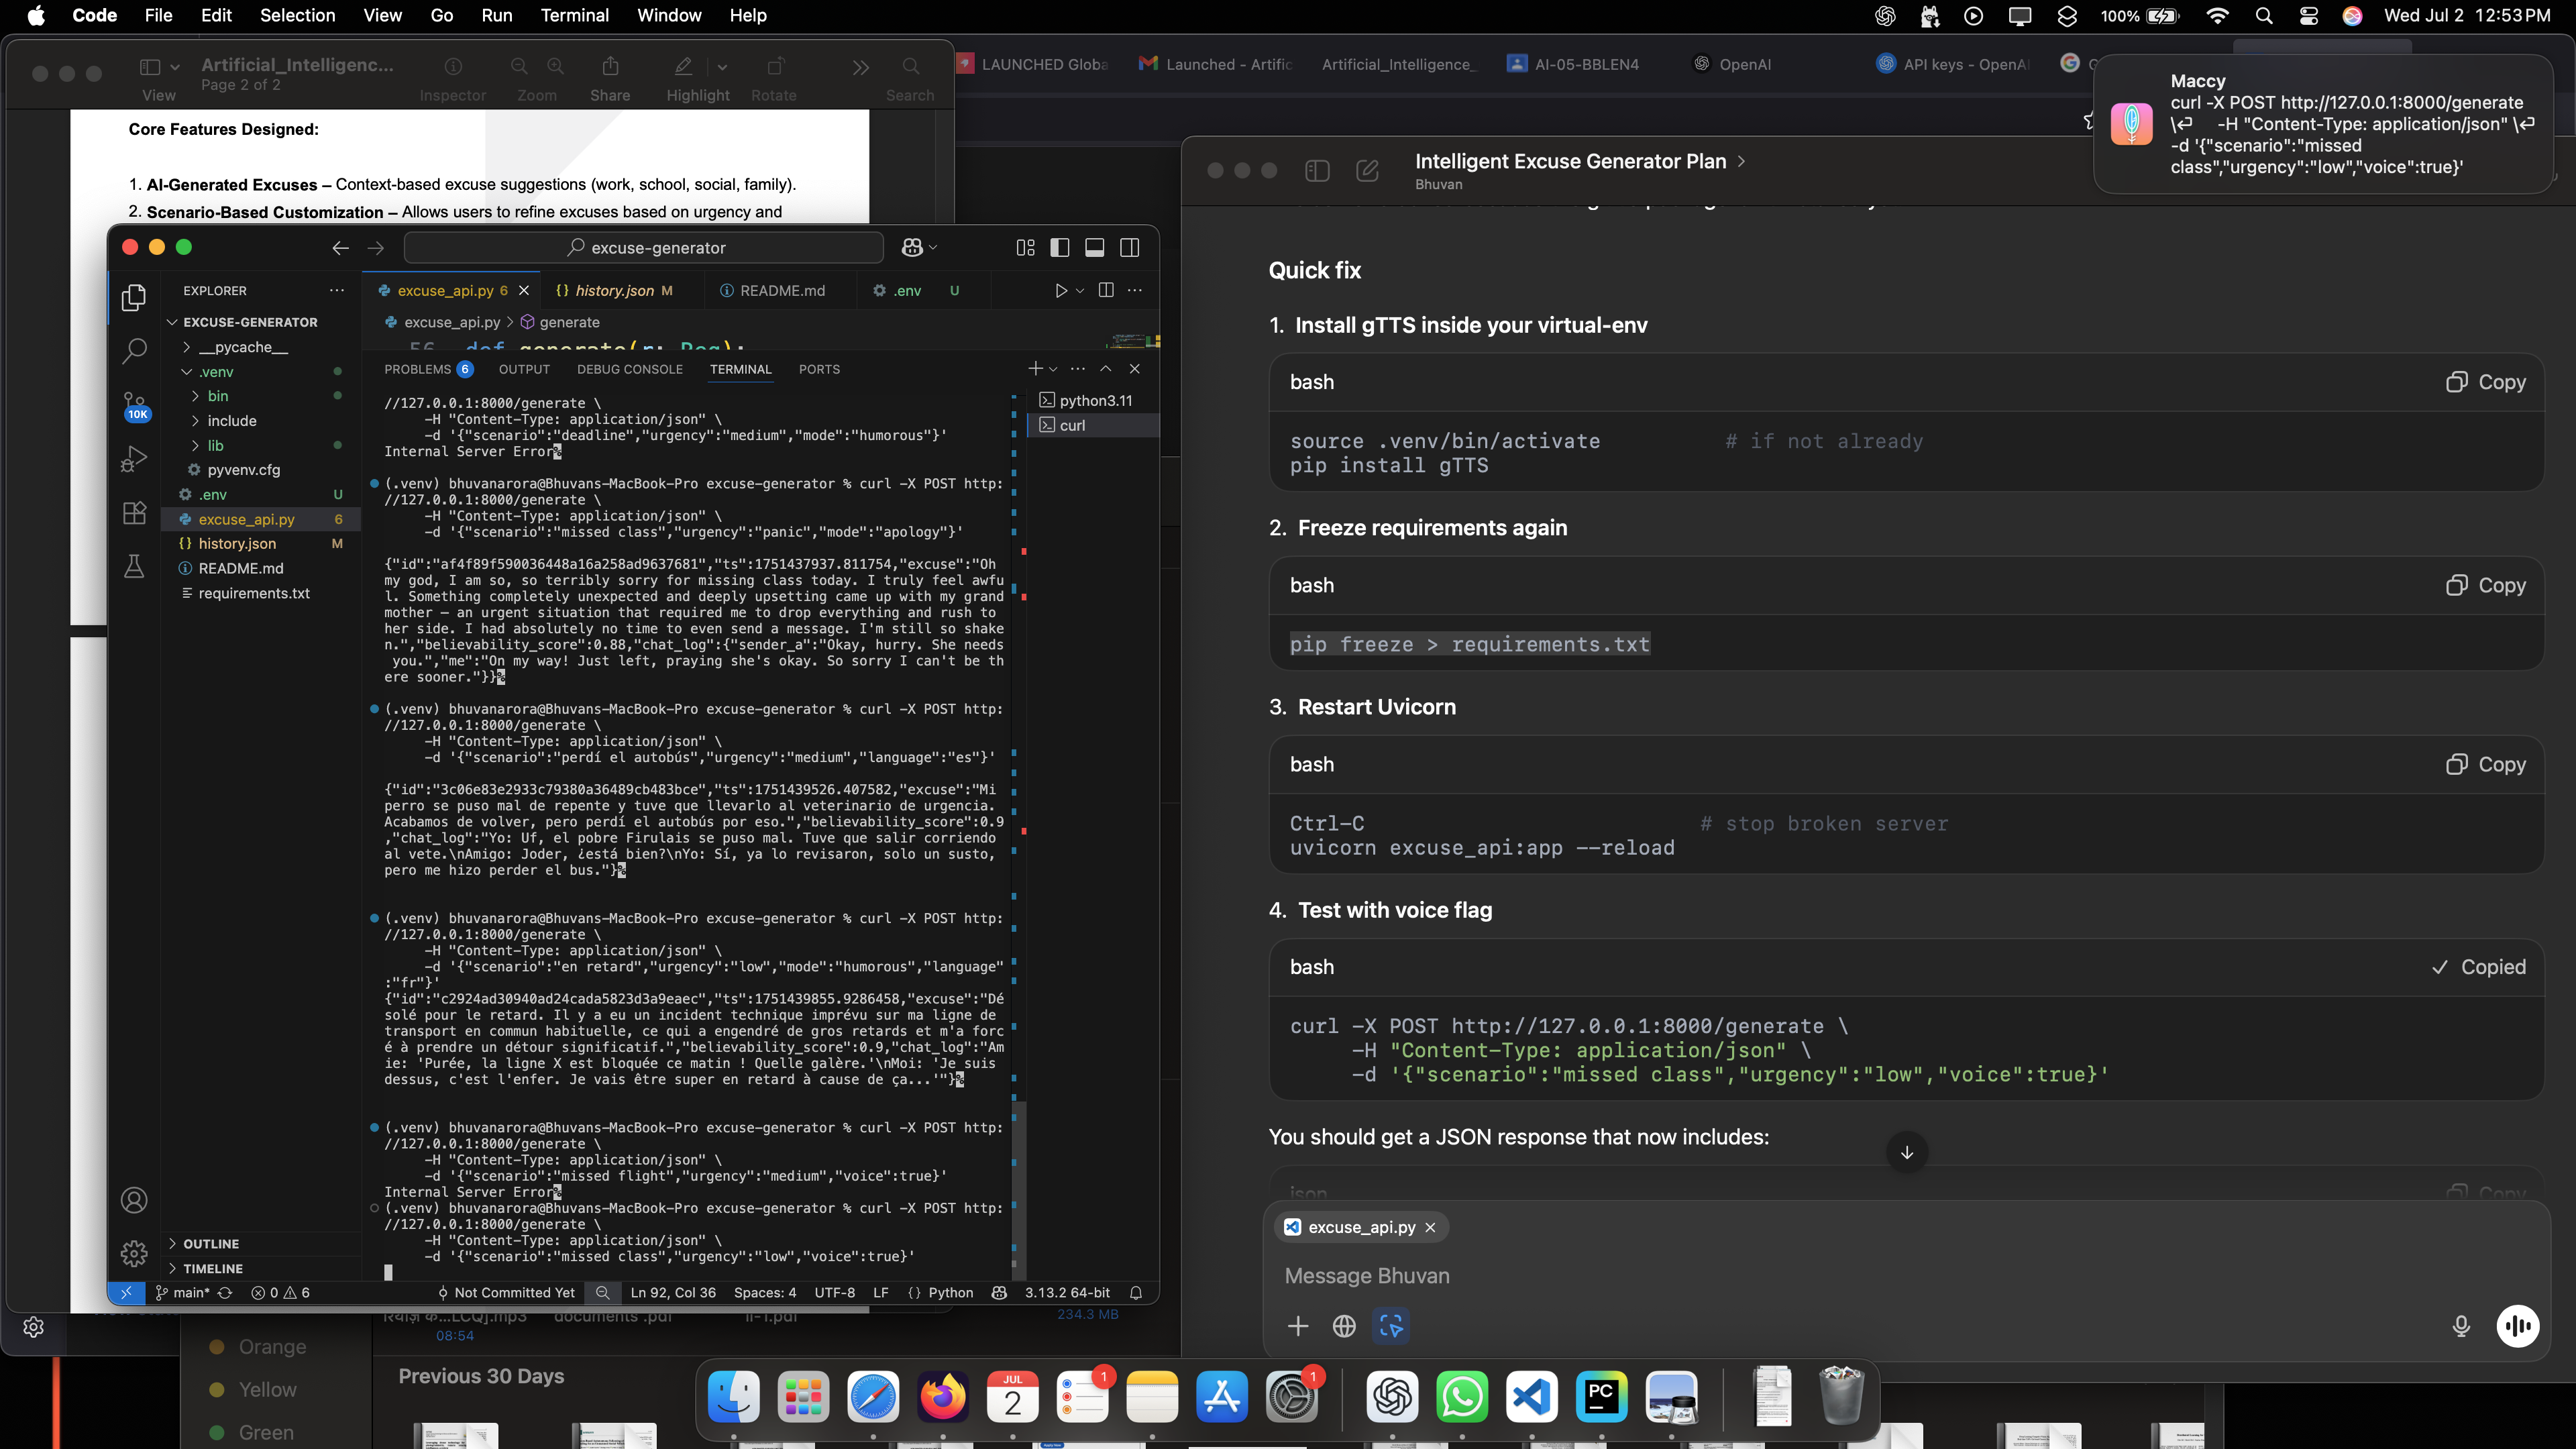 Code File Edit Selection View Go Run Terminal Window Help
100% Wed Jul 2 12:53 PM
Artificial_Intelligenc...
Page 2 of 2
View Inspector Zoom Share Highlight Rotate Search
LAUNCHED Globa
Launched - Artific
Artificial_Intelligence_
AI-05-BBLEN4
OpenAI
API keys - OpenAI
Maccy
curl -X POST http://127.0.0.1:8000/generate
\⏎ -H "Content-Type: application/json" \⏎
-d '{"scenario":"missed
class","urgency":"low","voice":true}'
Core Features Designed:
1. AI-Generated Excuses – Context-based excuse suggestions (work, school, social, family).
2. Scenario-Based Customization – Allows users to refine excuses based on urgency and
excuse-generator
EXPLORER
EXCUSE-GENERATOR
__pycache__
.venv
bin
include
lib
pyvenv.cfg
.env U
excuse_api.py 6
history.json M
README.md
requirements.txt
10K
OUTLINE
TIMELINE
excuse_api.py 6
history.json M
README.md
.env U
excuse_api.py > generate
56 def generate(r: Req):
PROBLEMS 6 OUTPUT DEBUG CONSOLE TERMINAL PORTS
python3.11
curl
//127.0.0.1:8000/generate \
-H "Content-Type: application/json" \
-d '{"scenario":"deadline","urgency":"medium","mode":"humorous"}'
Internal Server Error%
(.venv) bhuvanarora@Bhuvans-MacBook-Pro excuse-generator % curl -X POST http:
//127.0.0.1:8000/generate \
-H "Content-Type: application/json" \
-d '{"scenario":"missed class","urgency":"panic","mode":"apology"}'
{"id":"af4f89f590036448a16a258ad9637681","ts":1751437937.811754,"excuse":"Oh
my god, I am so, so terribly sorry for missing class today. I truly feel awfu
l. Something completely unexpected and deeply upsetting came up with my grand
mother – an urgent situation that required me to drop everything and rush to
her side. I had absolutely no time to even send a message. I'm still so shake
n.","believability_score":0.88,"chat_log":{"sender_a":"Okay, hurry. She needs
you.","me":"On my way! Just left, praying she's okay. So sorry I can't be th
ere sooner."}}%
(.venv) bhuvanarora@Bhuvans-MacBook-Pro excuse-generator % curl -X POST http:
//127.0.0.1:8000/generate \
-H "Content-Type: application/json" \
-d '{"scenario":"perdí el autobús","urgency":"medium","language":"es"}'
{"id":"3c06e83e2933c79380a36489cb483bce","ts":1751439526.407582,"excuse":"Mi
perro se puso mal de repente y tuve que llevarlo al veterinario de urgencia.
Acabamos de volver, pero perdí el autobús por eso.","believability_score":0.9
,"chat_log":"Yo: Uf, el pobre Firulais se puso mal. Tuve que salir corriendo
al vete.\nAmigo: Joder, ¿está bien?\nYo: Sí, ya lo revisaron, solo un susto,
pero me hizo perder el bus."}%
(.venv) bhuvanarora@Bhuvans-MacBook-Pro excuse-generator % curl -X POST http:
//127.0.0.1:8000/generate \
-H "Content-Type: application/json" \
-d '{"scenario":"en retard","urgency":"low","mode":"humorous","language"
:"fr"}'
{"id":"c2924ad30940ad24cada5823d3a9eaec","ts":1751439855.9286458,"excuse":"Dé
solé pour le retard. Il y a eu un incident technique imprévu sur ma ligne de
transport en commun habituelle, ce qui a engendré de gros retards et m'a forc
é à prendre un détour significatif.","believability_score":0.9,"chat_log":"Am
ie: 'Purée, la ligne X est bloquée ce matin ! Quelle galère.'\nMoi: 'Je suis
dessus, c'est l'enfer. Je vais être super en retard à cause de ça...'"}%
(.venv) bhuvanarora@Bhuvans-MacBook-Pro excuse-generator % curl -X POST http:
//127.0.0.1:8000/generate \
-H "Content-Type: application/json" \
-d '{"scenario":"missed flight","urgency":"medium","voice":true}'
Internal Server Error%
(.venv) bhuvanarora@Bhuvans-MacBook-Pro excuse-generator % curl -X POST http:
//127.0.0.1:8000/generate \
-H "Content-Type: application/json" \
-d '{"scenario":"missed class","urgency":"low","voice":true}'
main* 0 6 Not Committed Yet Ln 92, Col 36 Spaces: 4 UTF-8 LF Python 3.13.2 64-bit
Intelligent Excuse Generator Plan >
Bhuvan
Quick fix
1. Install gTTS inside your virtual-env
bash Copy
source .venv/bin/activate # if not already
pip install gTTS
2. Freeze requirements again
bash Copy
pip freeze > requirements.txt
3. Restart Uvicorn
bash Copy
Ctrl-C # stop broken server
uvicorn excuse_api:app --reload
4. Test with voice flag
bash Copied
curl -X POST http://127.0.0.1:8000/generate \
-H "Content-Type: application/json" \
-d '{"scenario":"missed class","urgency":"low","voice":true}'
You should get a JSON response that now includes:
json Copy
excuse_api.py
Message Bhuvan
08:54
234.3 MB
Orange
Yellow
Green
Previous 30 Days
JUL
2
1
1
PC